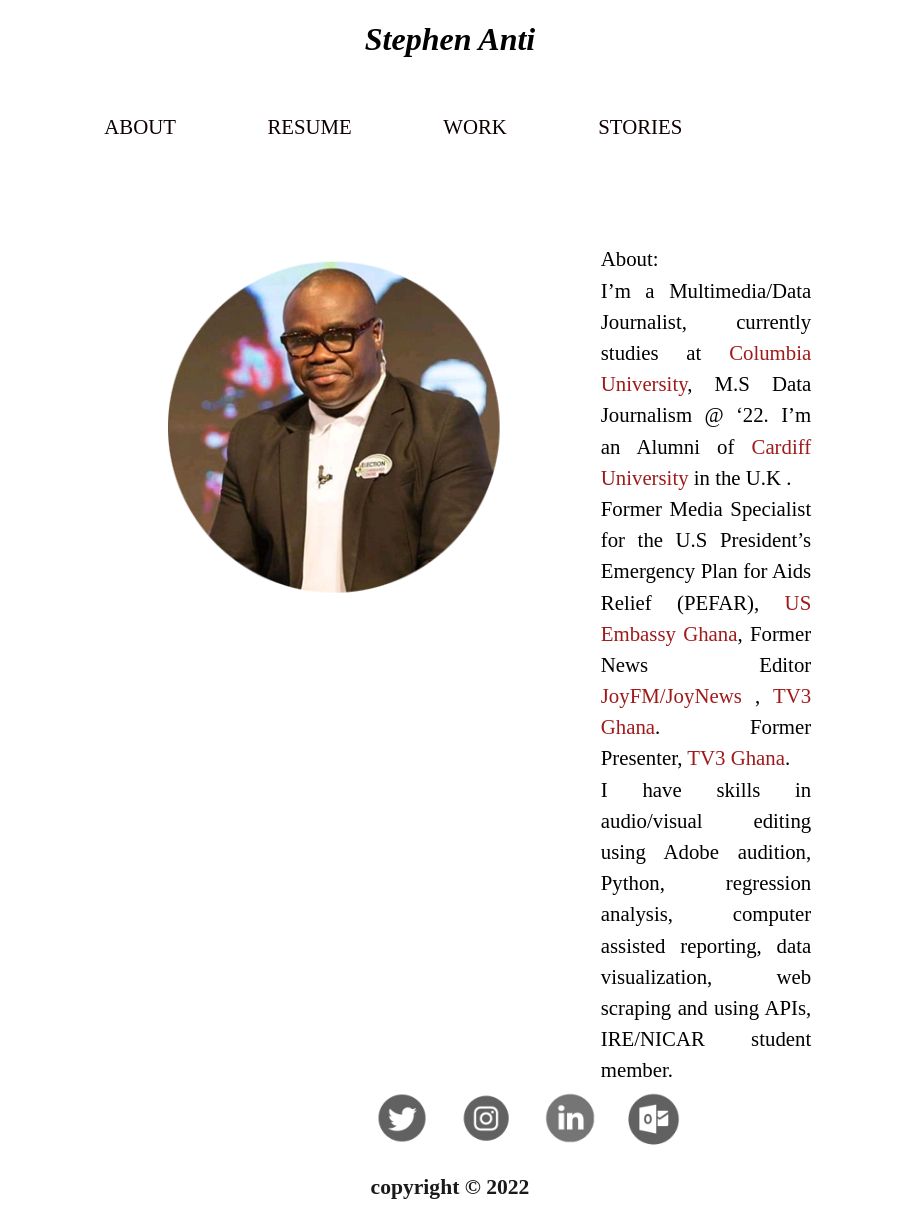 Stephen Anti
ABOUT RESUME WORK STORIES
ELECTION
About:
I’m a Multimedia/Data
Journalist, currently
studies at Columbia
University, M.S Data
Journalism @ ‘22. I’m
an Alumni of Cardiff
University in the U.K .
Former Media Specialist
for the U.S President’s
Emergency Plan for Aids
Relief (PEFAR), US
Embassy Ghana, Former
News Editor
JoyFM/JoyNews , TV3
Ghana. Former
Presenter, TV3 Ghana.
I have skills in
audio/visual editing
using Adobe audition,
Python, regression
analysis, computer
assisted reporting, data
visualization, web
scraping and using APIs,
IRE/NICAR student
member.
copyright © 2022